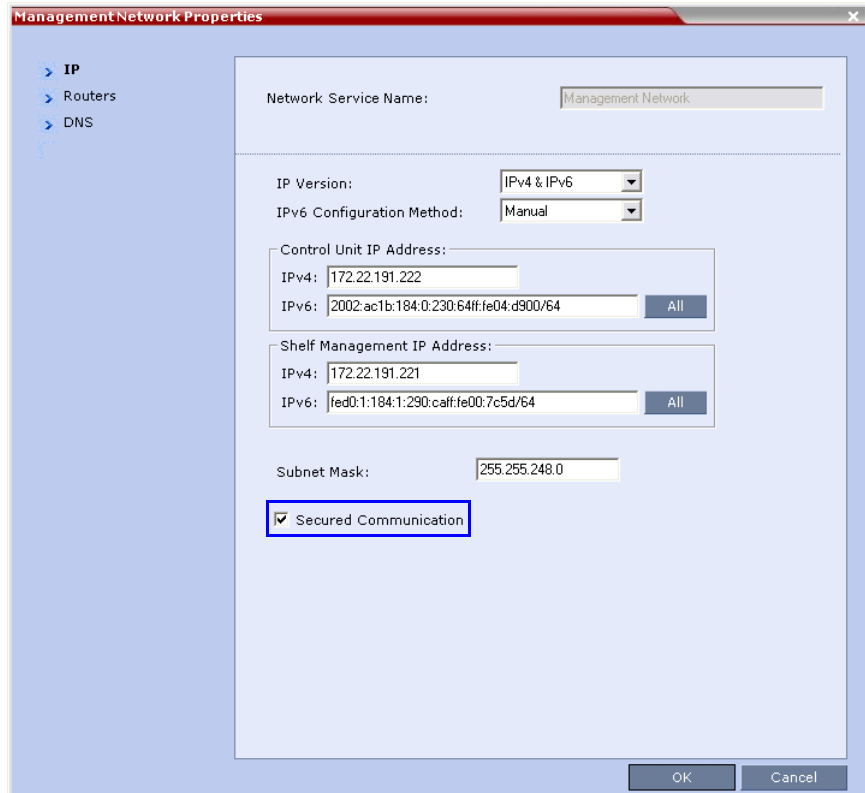 Management Network Properties
IP
Routers
DNS
Network Service Name: Management Network
IP Version: IPv4 & IPv6
IPv6 Configuration Method: Manual
Control Unit IP Address:
IPv4: 172.22.191.222
IPv6: 2002:ac1b:184:0:230:64ff:fe04:d900/64 All
Shelf Management IP Address:
IPv4: 172.22.191.221
IPv6: fed0:1:184:1:290:caff:fe00:7c5d/64 All
Subnet Mask: 255.255.248.0
Secured Communication
OK Cancel